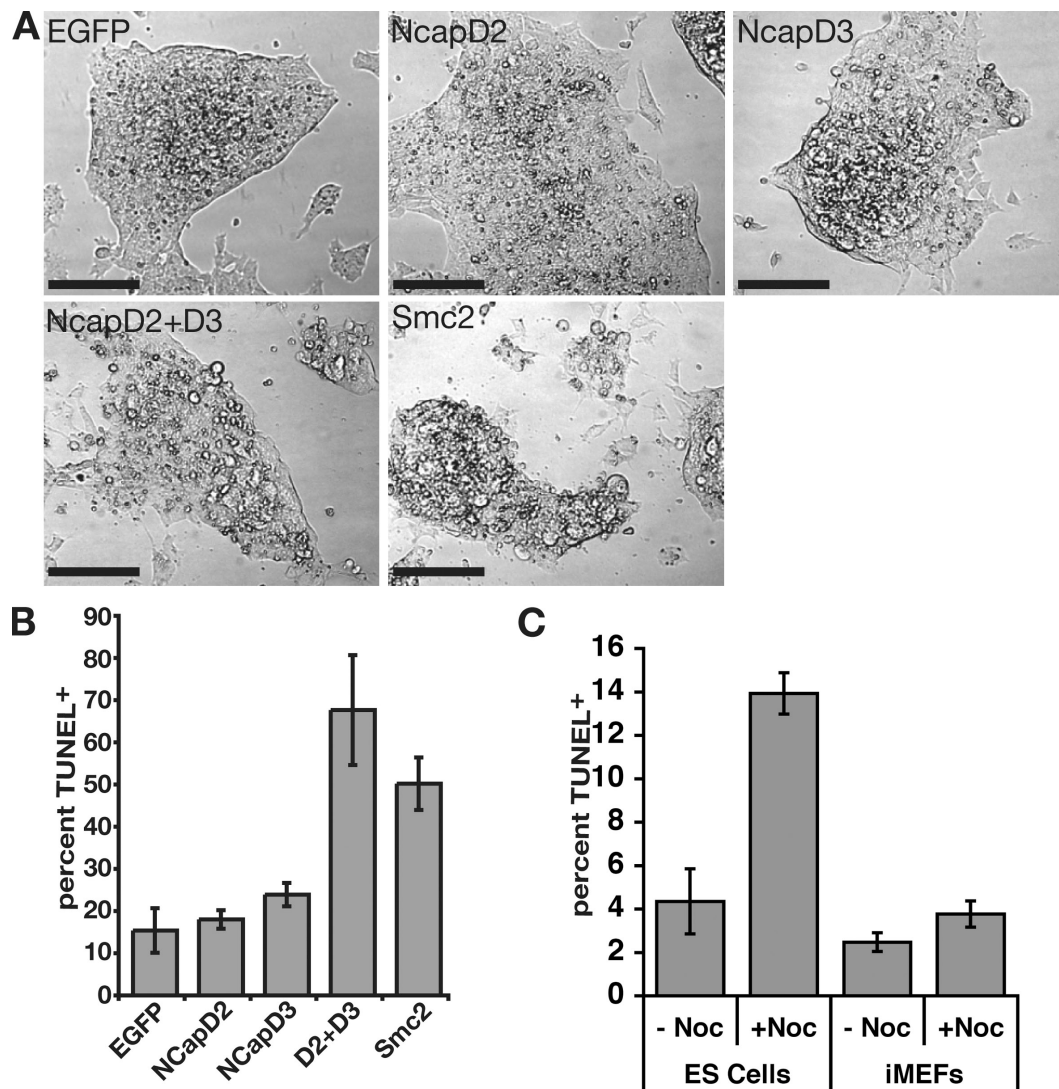 A
EGFP
NcapD2
NcapD3
NcapD2+D3
Smc2
B
percent TUNEL+
90
80
70
60
50
40
30
20
10
0
EGFP
NCapD2
NCapD3
D2+D3
Smc2
C
percent TUNEL+
16
14
12
10
8
6
4
2
0
- Noc
+Noc
- Noc
+Noc
ES Cells
iMEFs